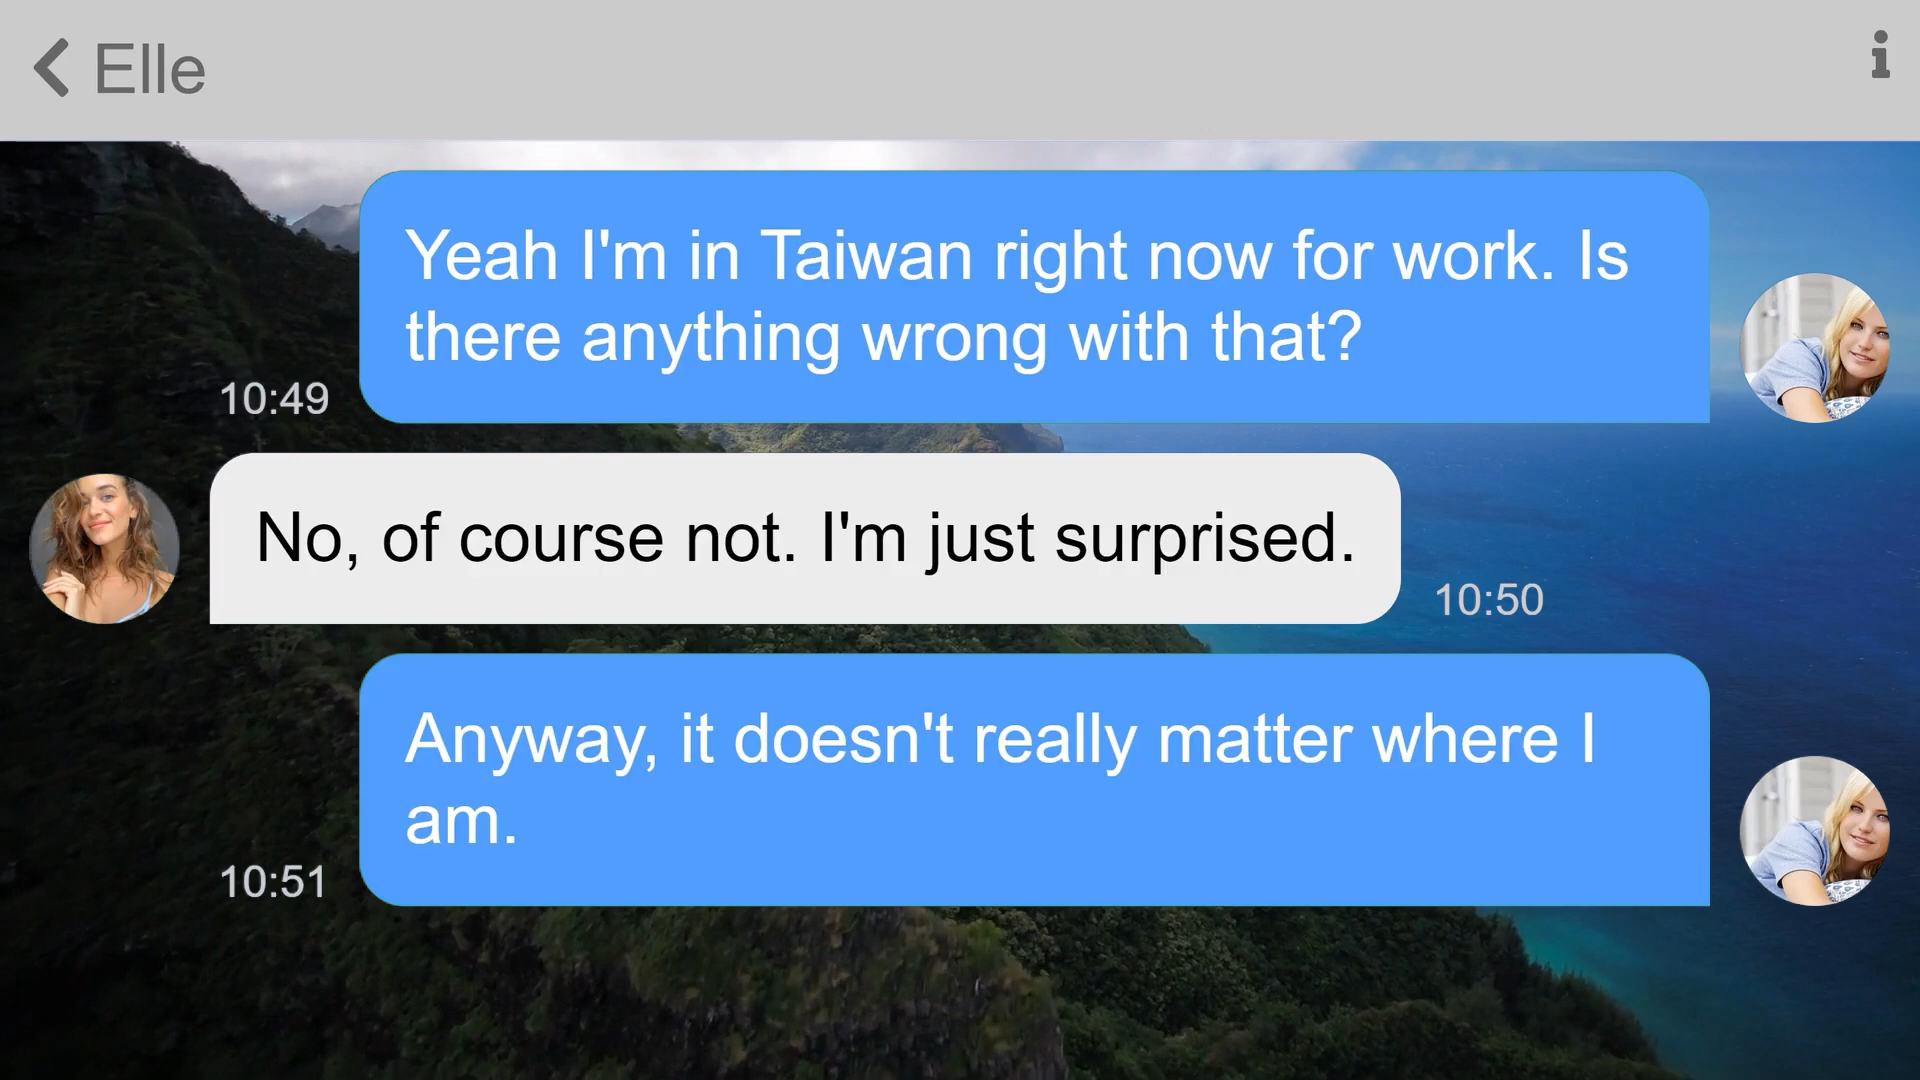 Elle
Yeah I'm in Taiwan right now for work. Is
there anything wrong with that?
10:49
No, of course not. I'm just surprised.
10:50
Anyway, it doesn't really matter where I
am.
10:51